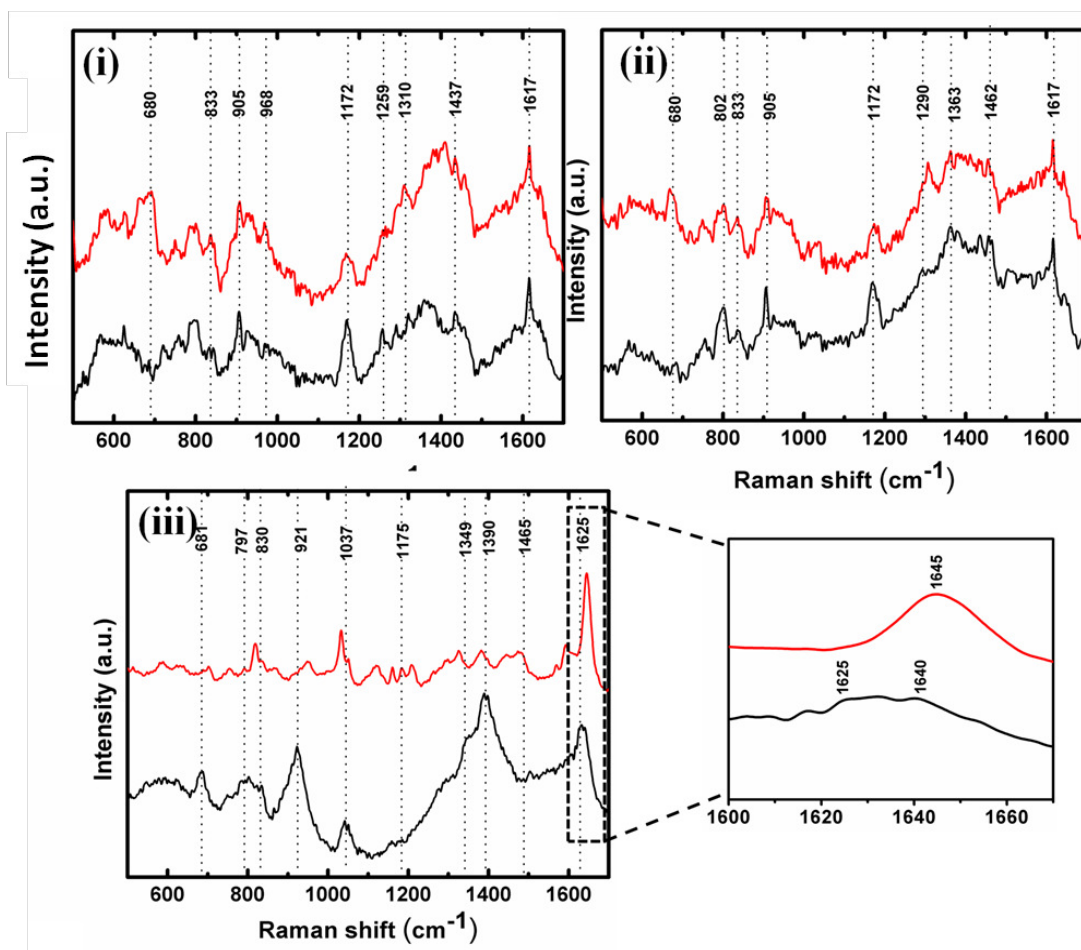 (i)
680
833
905
968
1172
1259
1310
1437
1617
Intensity (a.u.)
600 800 1000 1200 1400 1600
(ii)
680
802
833
905
1172
1290
1363
1462
1617
Intensity (a.u.)
600 800 1000 1200 1400 1600
Raman shift (cm⁻¹)
(iii)
681
797
830
921
1037
1175
1349
1390
1465
1625
Intensity (a.u.)
600 800 1000 1200 1400 1600
Raman shift (cm⁻¹)
1645
1625
1640
1600 1620 1640 1660